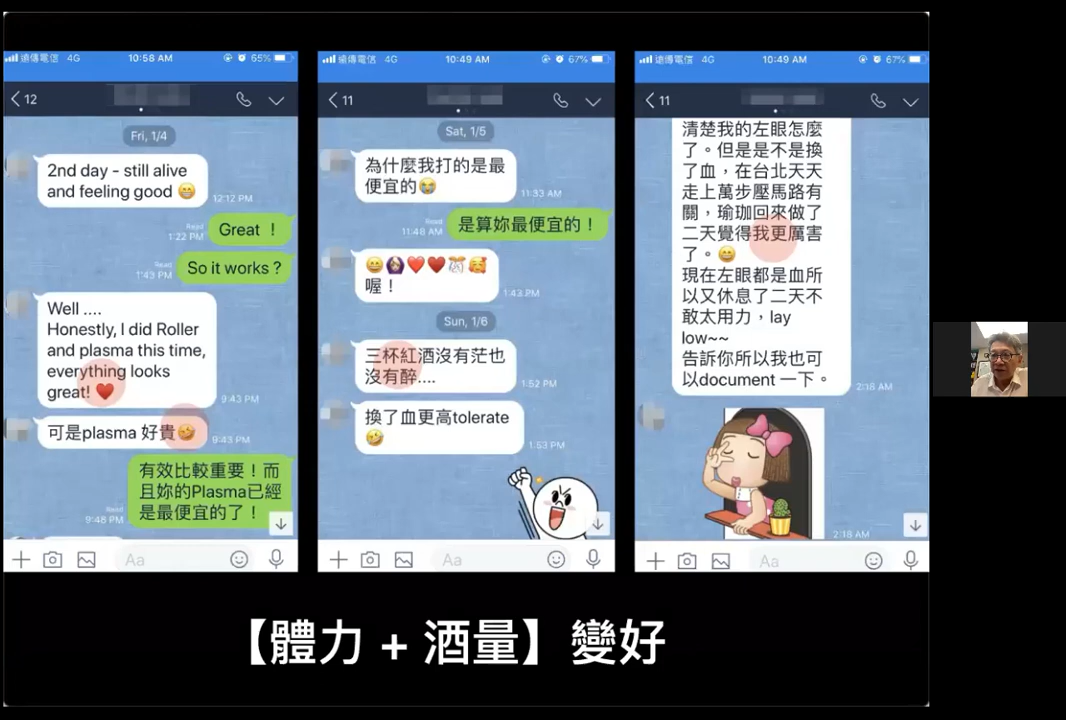 遠傳電信 4G 10:58 AM 65%
12
Fri, 1/4
2nd day - still alive
and feeling good 😁
12:12 PM
Read
1:22 PM
Great !
Read
1:43 PM
So it works ?
Well ....
Honestly, I did Roller
and plasma this time,
everything looks
great! ❤️
9:43 PM
可是plasma 好貴🤣
9:43 PM
有效比較重要！而
且妳的Plasma已經
是最便宜的了！
Read
9:48 PM
Aa
遠傳電信 4G 10:49 AM 67%
11
Sat, 1/5
為什麼我打的是最
便宜的😭
11:33 AM
Read
11:48 AM
是算妳最便宜的！
喔！
1:43 PM
Sun, 1/6
三杯紅酒沒有茫也
沒有醉....
1:52 PM
換了血更高tolerate
🤣
1:53 PM
Aa
遠傳電信 4G 10:49 AM 67%
11
清楚我的左眼怎麼
了。但是是不是換
了血，在台北天天
走上萬步壓馬路有
關，瑜珈回來做了
二天覺得我更厲害
了。😄
現在左眼都是血所
以又休息了二天不
敢太用力，lay
low~~
告訴你所以我也可
以document 一下。
2:18 AM
2:18 AM
Aa
【體力 + 酒量】變好